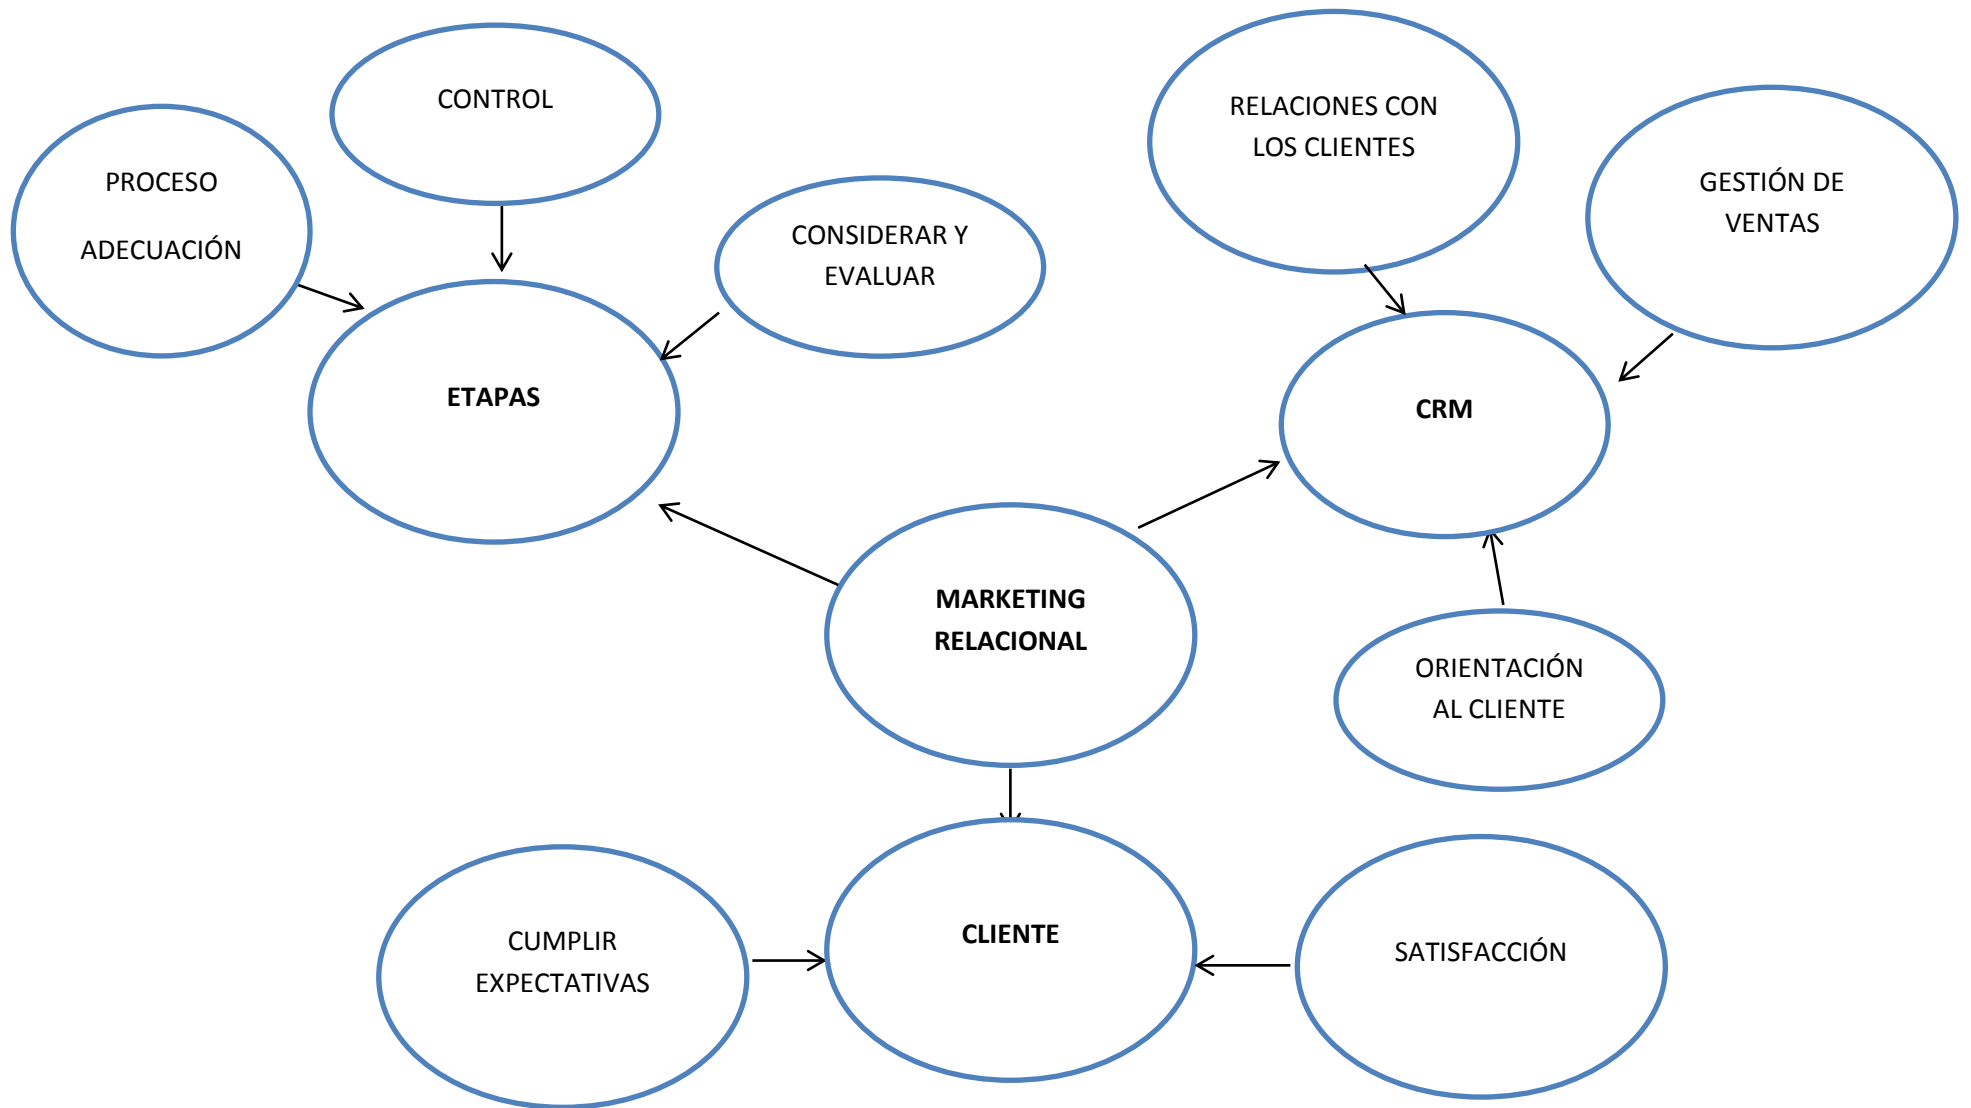 CONTROL
RELACIONES CON
LOS CLIENTES
PROCESO
ADECUACIÓN
GESTIÓN DE
VENTAS
CONSIDERAR Y
EVALUAR
ETAPAS
CRM
MARKETING
RELACIONAL
ORIENTACIÓN
AL CLIENTE
CUMPLIR
EXPECTATIVAS
CLIENTE
SATISFACCIÓN